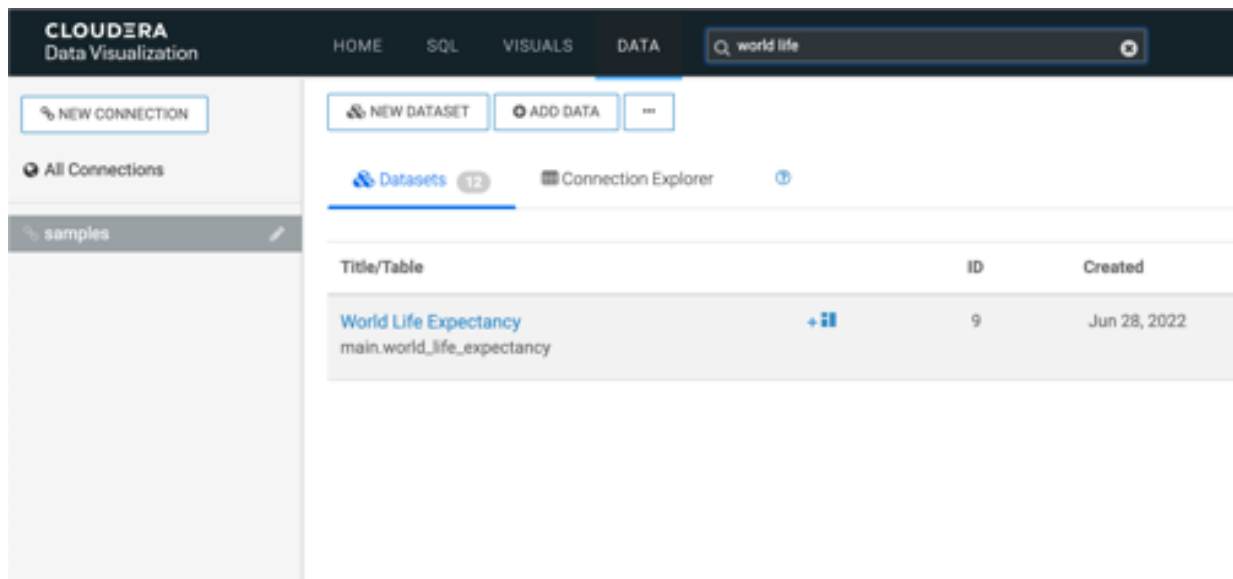 CLOUDERA
Data Visualization
HOME SQL VISUALS DATA world life
NEW CONNECTION
All Connections
samples
NEW DATASET ADD DATA ...
Datasets 12 Connection Explorer ?
Title/Table ID Created
World Life Expectancy + 9 Jun 28, 2022
main.world_life_expectancy